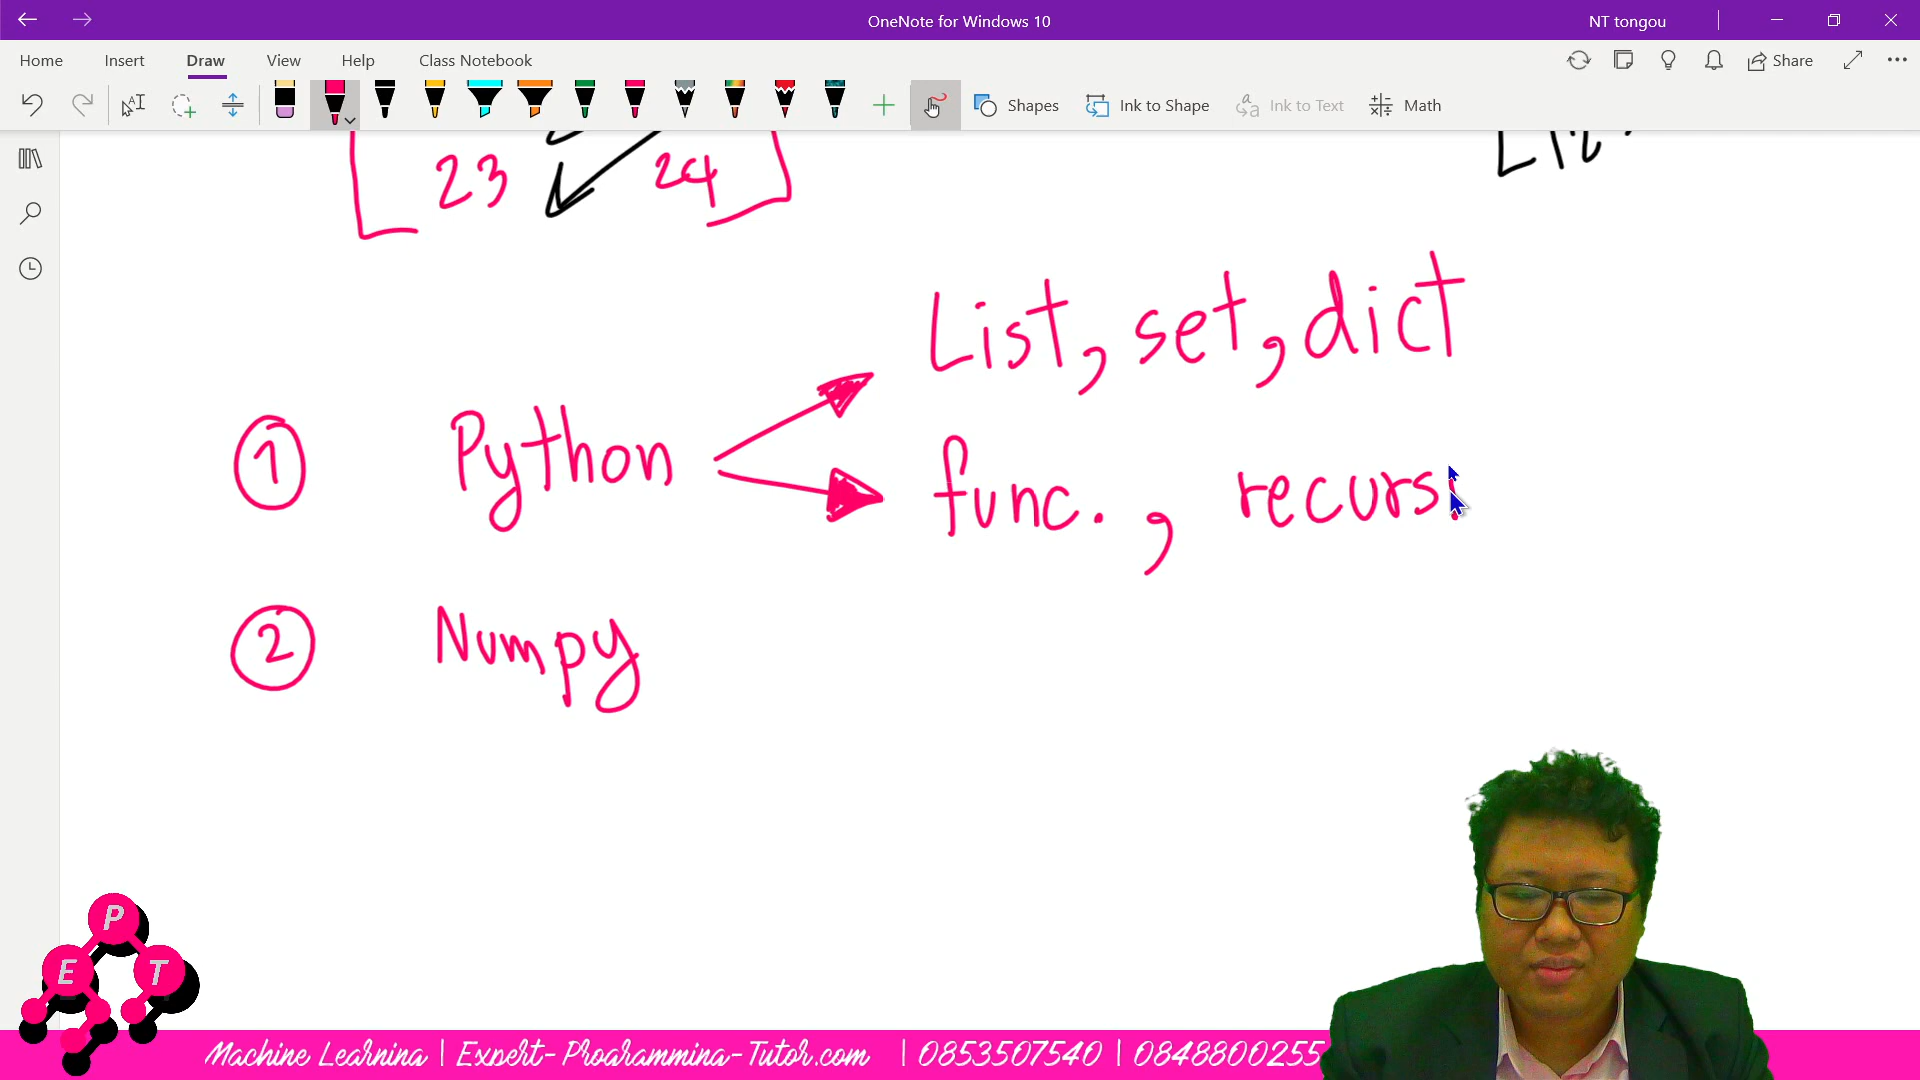 OneNote for Windows 10
NT tongou
Home Insert Draw View Help Class Notebook
Share
Shapes Ink to Shape Ink to Text Math
23 24
List, set, dict
1 Python
func. , recurs
2 Numpy
P
E T
Machine Learning | Expert-Programming-Tutor.com | 0853507540 | 0848800255